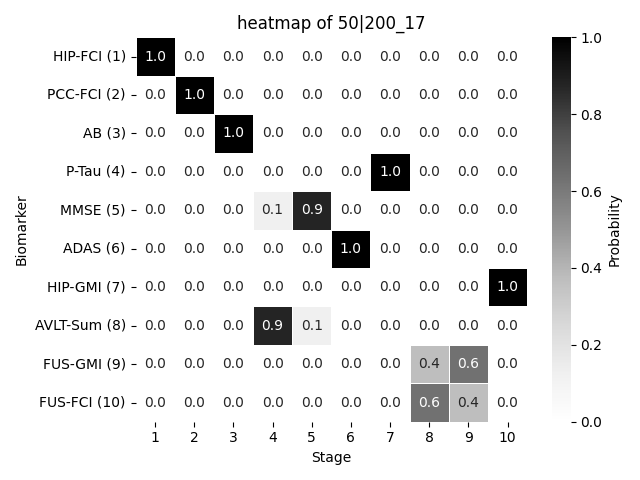 heatmap of 50|200_17
HIP-FCI (1) 1.0 0.0 0.0 0.0 0.0 0.0 0.0 0.0 0.0 0.0
PCC-FCI (2) 0.0 1.0 0.0 0.0 0.0 0.0 0.0 0.0 0.0 0.0
AB (3) 0.0 0.0 1.0 0.0 0.0 0.0 0.0 0.0 0.0 0.0
P-Tau (4) 0.0 0.0 0.0 0.0 0.0 0.0 1.0 0.0 0.0 0.0
MMSE (5) 0.0 0.0 0.0 0.1 0.9 0.0 0.0 0.0 0.0 0.0
ADAS (6) 0.0 0.0 0.0 0.0 0.0 1.0 0.0 0.0 0.0 0.0
HIP-GMI (7) 0.0 0.0 0.0 0.0 0.0 0.0 0.0 0.0 0.0 1.0
AVLT-Sum (8) 0.0 0.0 0.0 0.9 0.1 0.0 0.0 0.0 0.0 0.0
FUS-GMI (9) 0.0 0.0 0.0 0.0 0.0 0.0 0.0 0.4 0.6 0.0
FUS-FCI (10) 0.0 0.0 0.0 0.0 0.0 0.0 0.0 0.6 0.4 0.0
1 2 3 4 5 6 7 8 9 10
Stage
Biomarker
1.0
0.8
0.6
0.4
0.2
0.0
Probability